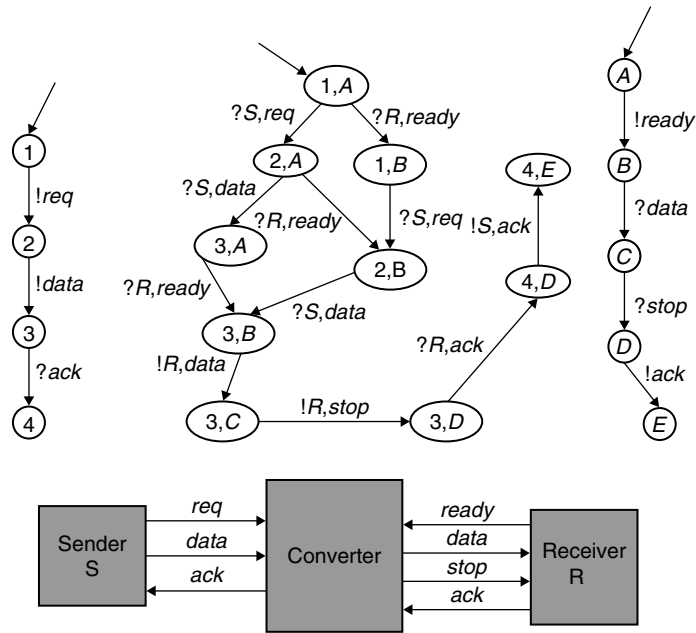 1
!req
2
!data
3
?ack
4
1,A
?S,req
?R,ready
2,A
1,B
?S,data
?R,ready
?S,req
3,A
2,B
?R,ready
?S,data
3,B
!R,data
3,C
!R,stop
3,D
?R,ack
4,D
!S,ack
4,E
A
!ready
B
?data
C
?stop
D
!ack
E
Sender
S
req
data
ack
Converter
ready
data
stop
ack
Receiver
R